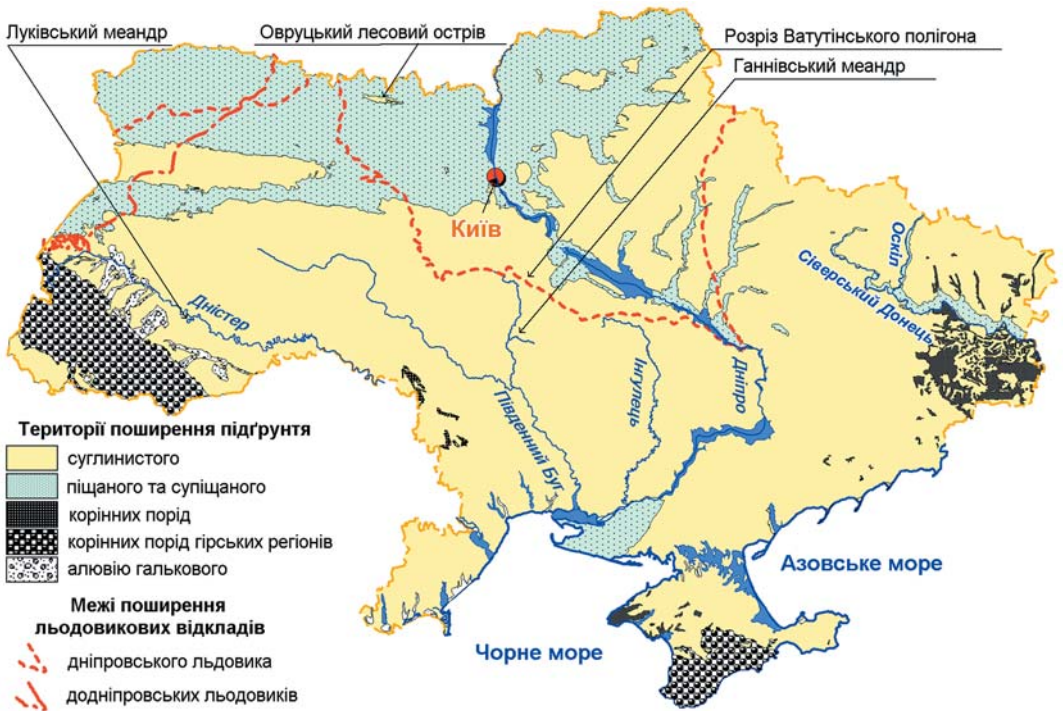 Луківський меандр
Овруцький лесовий острів
Розріз Ватутінського полігона
Ганнівський меандр
Київ
Оскіл
Сіверський Донець
Дністер
Інгулець
Дніпро
Південний Буг
Території поширення підґрунтя
суглинистого
піщаного та супіщаного
корінних порід
корінних порід гірських регіонів
алювію галькового
Межі поширення
льодовикових відкладів
дніпровського льдовика
додніпровських льодовиків
Азовське море
Чорне море